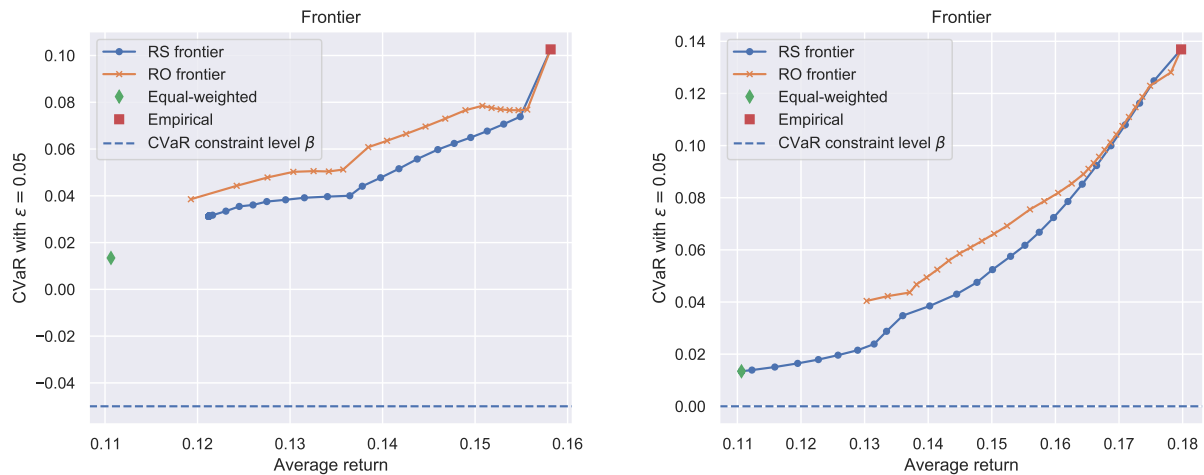 Frontier
RS frontier
RO frontier
Equal-weighted
Empirical
CVaR constraint level β
CVaR with ε = 0.05
0.10
0.08
0.06
0.04
0.02
0.00
−0.02
−0.04
0.11
0.12
0.13
0.14
0.15
0.16
Average return
Frontier
RS frontier
RO frontier
Equal-weighted
Empirical
CVaR constraint level β
CVaR with ε = 0.05
0.14
0.12
0.10
0.08
0.06
0.04
0.02
0.00
0.11
0.12
0.13
0.14
0.15
0.16
0.17
0.18
Average return